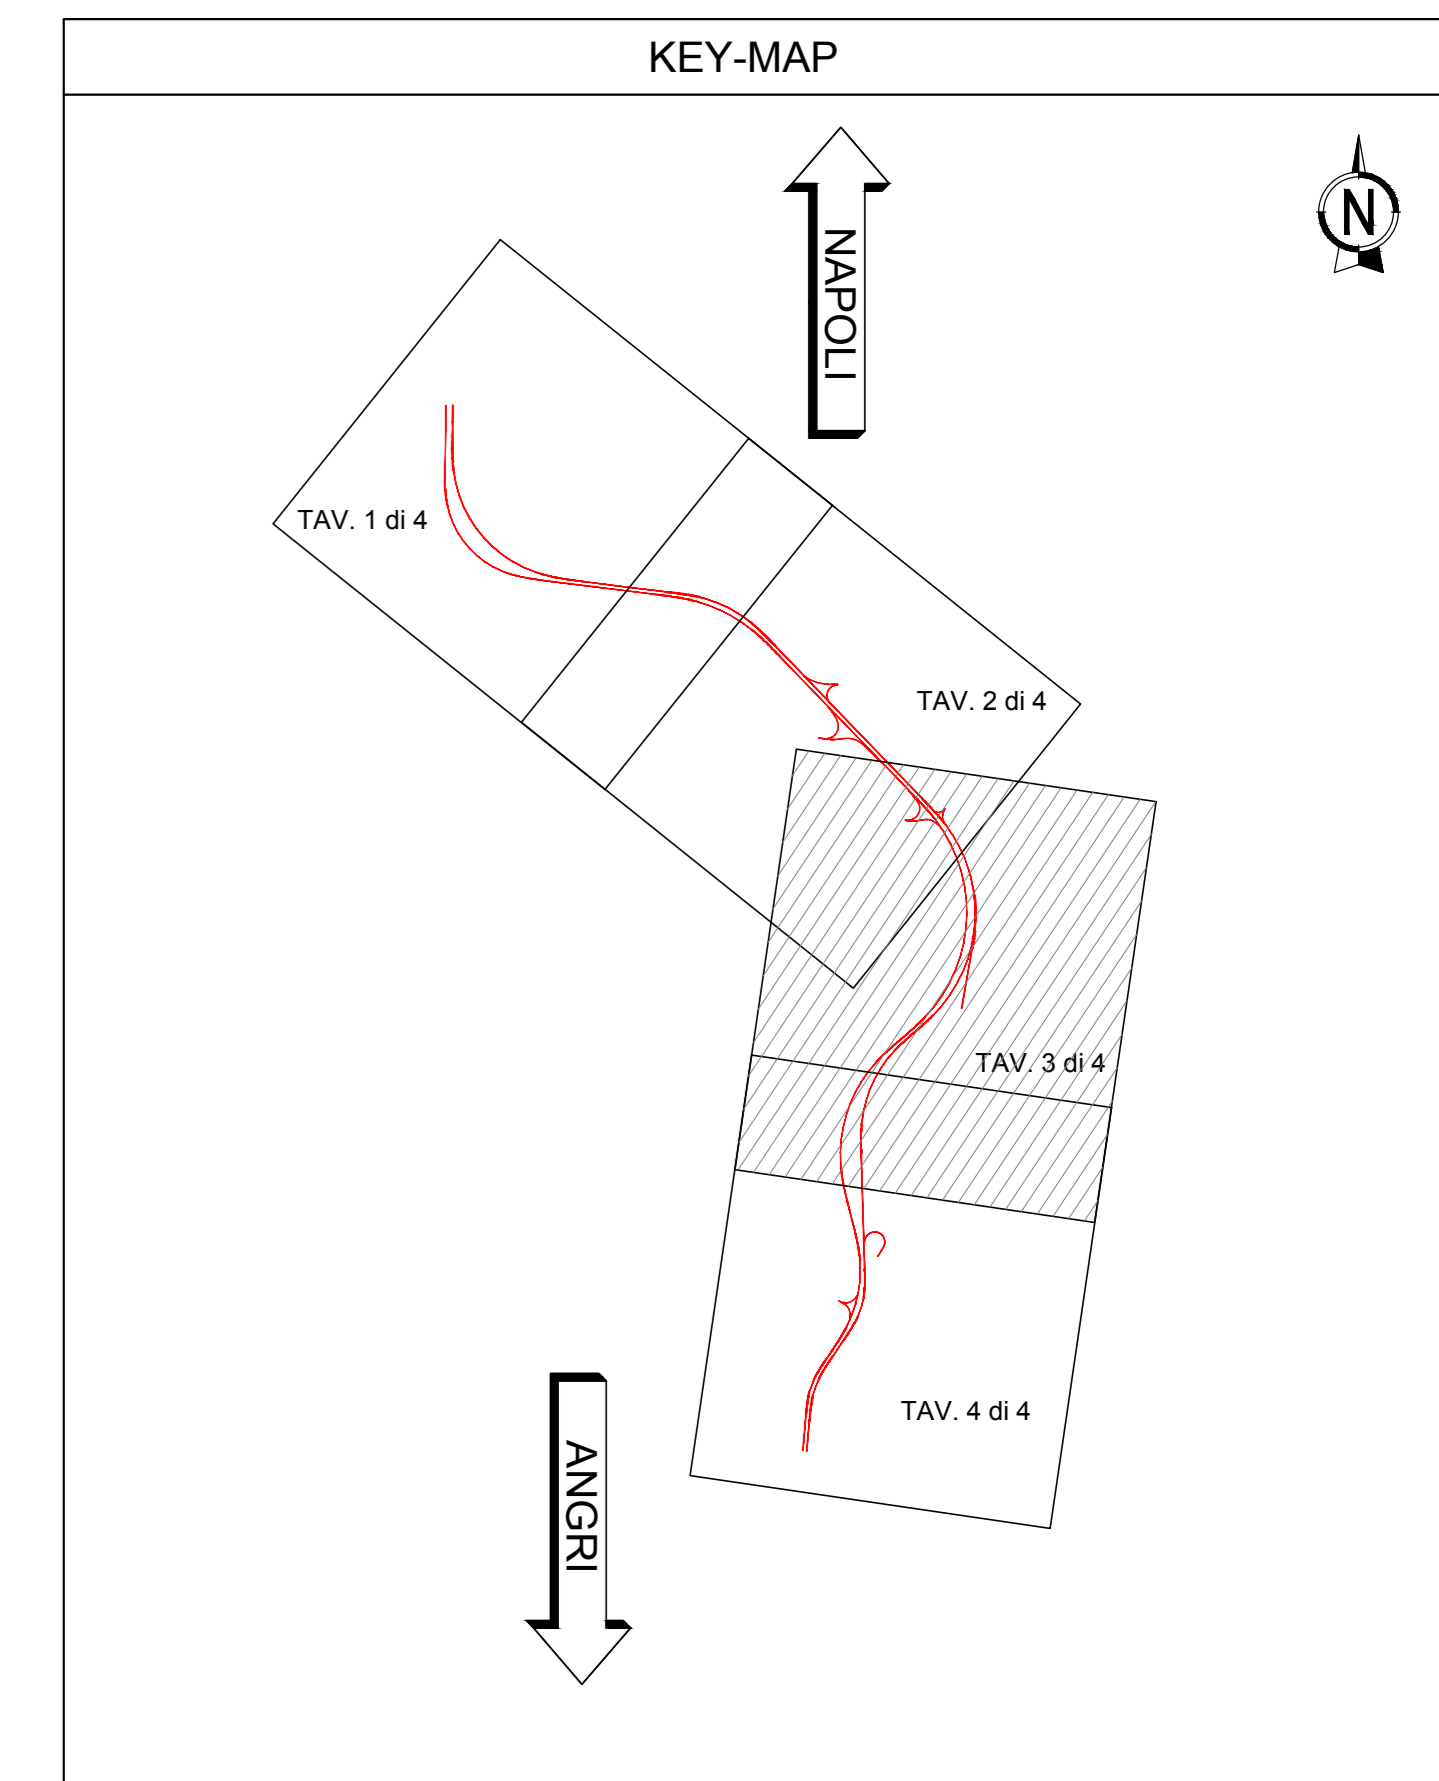 KEY-MAP
N
NAPOLI
TAV. 1 di 4
TAV. 2 di 4
TAV. 3 di 4
TAV. 4 di 4
ANGRI